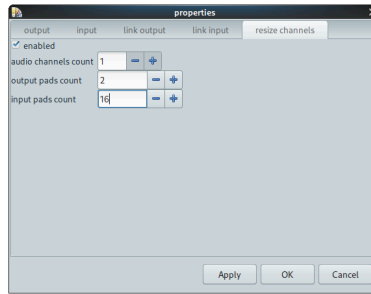 properties
output input link output link input resize channels
enabled
audio channels count 1
output pads count 2
input pads count 16
Apply OK Cancel